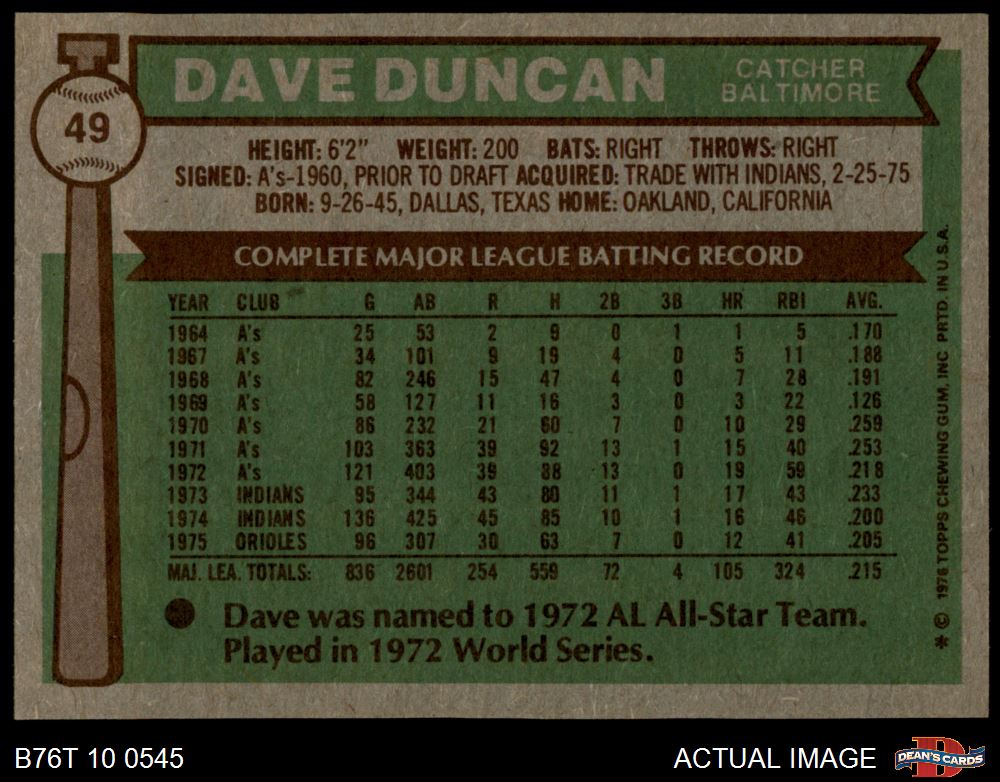 49
DAVE DUNCAN
CATCHER
BALTIMORE
HEIGHT: 6'2" WEIGHT: 200 BATS: RIGHT THROWS: RIGHT
SIGNED: A's-1960, PRIOR TO DRAFT ACQUIRED: TRADE WITH INDIANS, 2-25-75
BORN: 9-26-45, DALLAS, TEXAS HOME: OAKLAND, CALIFORNIA
COMPLETE MAJOR LEAGUE BATTING RECORD
YEAR CLUB G AB R H 2B 3B HR RBI AVG.
1964 A's 25 53 2 9 0 1 1 5 .170
1967 A's 34 101 9 19 4 0 5 11 .188
1968 A's 82 246 15 47 4 0 7 28 .191
1969 A's 58 127 11 16 3 0 3 22 .126
1970 A's 86 232 21 60 7 0 10 29 .259
1971 A's 103 363 39 92 13 1 15 40 .253
1972 A's 121 403 39 88 13 0 19 59 .218
1973 INDIANS 95 344 43 80 11 1 17 43 .233
1974 INDIANS 136 425 45 85 10 1 16 46 .200
1975 ORIOLES 96 307 30 63 7 0 12 41 .205
MAJ. LEA. TOTALS: 836 2601 254 559 72 4 105 324 .215
Dave was named to 1972 AL All-Star Team.
Played in 1972 World Series.
* © 1976 TOPPS CHEWING GUM, INC. PRTD. IN U.S.A.
B76T 10 0545
ACTUAL IMAGE
D
DEAN'S CARDS